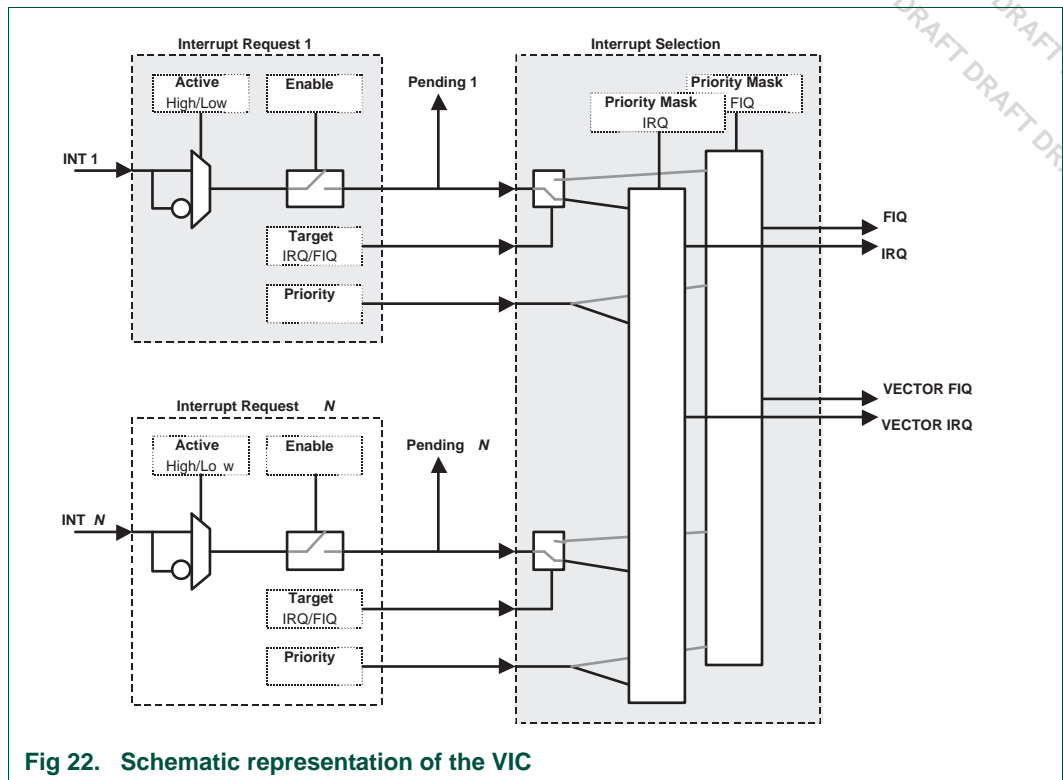 DRAFT DRAFT DRAFT
DRAFT DRAFT DR
Interrupt Request 1
Interrupt Selection
Active
High/Low
Enable
Pending 1
Priority Mask
FIQ
Priority Mask
IRQ
INT 1
Target
IRQ/FIQ
Priority
FIQ
IRQ
VECTOR FIQ
VECTOR IRQ
Interrupt Request N
Active
High/Lo w
Enable
Pending N
INT N
Target
IRQ/FIQ
Priority
Fig 22. Schematic representation of the VIC